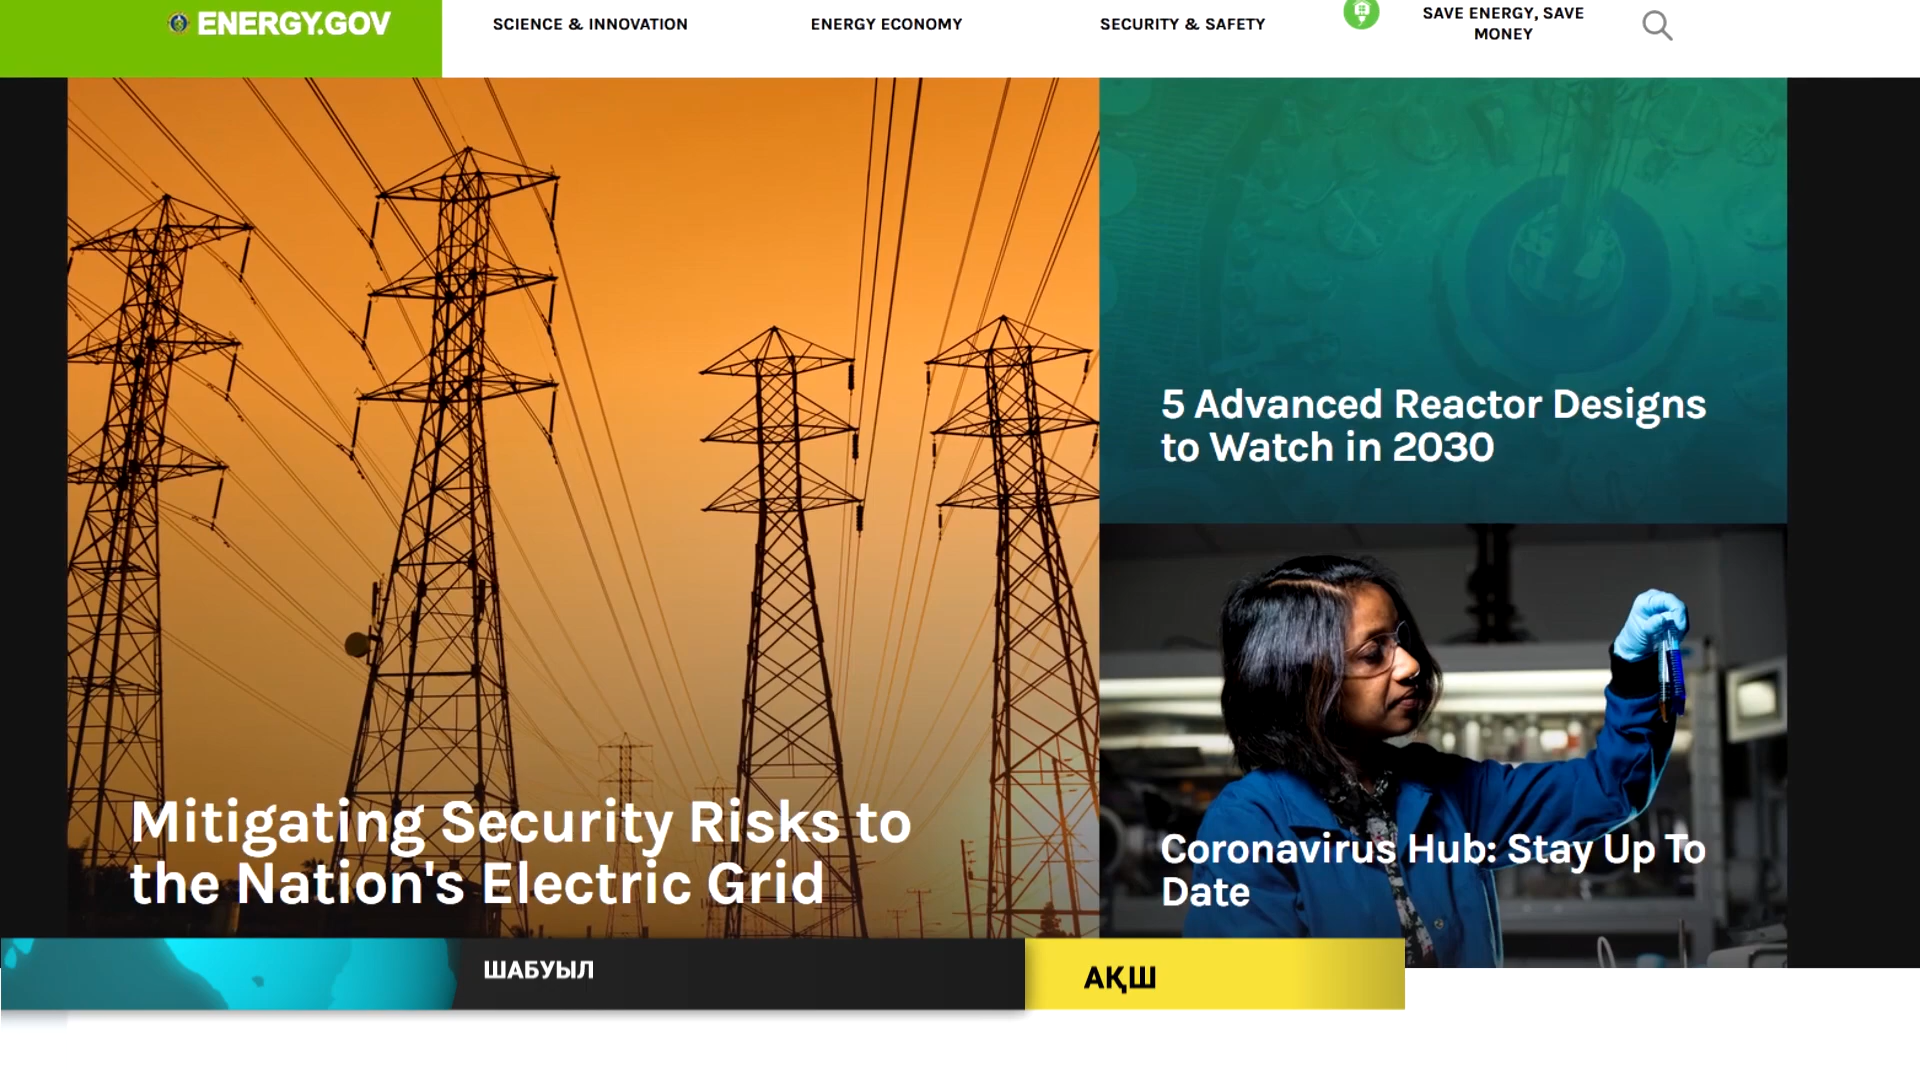 ENERGY.GOV
SCIENCE & INNOVATION
ENERGY ECONOMY
SECURITY & SAFETY
SAVE ENERGY, SAVE
MONEY
5 Advanced Reactor Designs
to Watch in 2030
Mitigating Security Risks to
the Nation's Electric Grid
Coronavirus Hub: Stay Up To
Date
ШАБУЫЛ
АҚШ